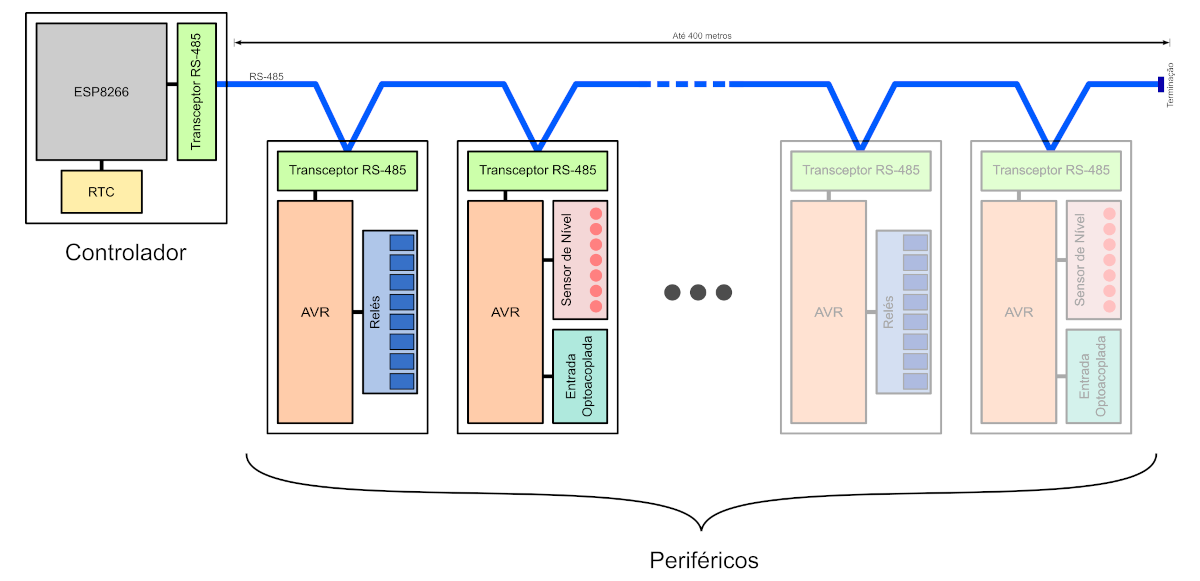 Até 400 metros
ESP8266
Transceptor RS-485
RTC
Controlador
RS-485
Terminação
Transceptor RS-485
AVR
Relés
Transceptor RS-485
AVR
Sensor de Nível
Entrada
Optoacoplada
Transceptor RS-485
AVR
Relés
Transceptor RS-485
AVR
Sensor de Nível
Entrada
Optoacoplada
Periféricos